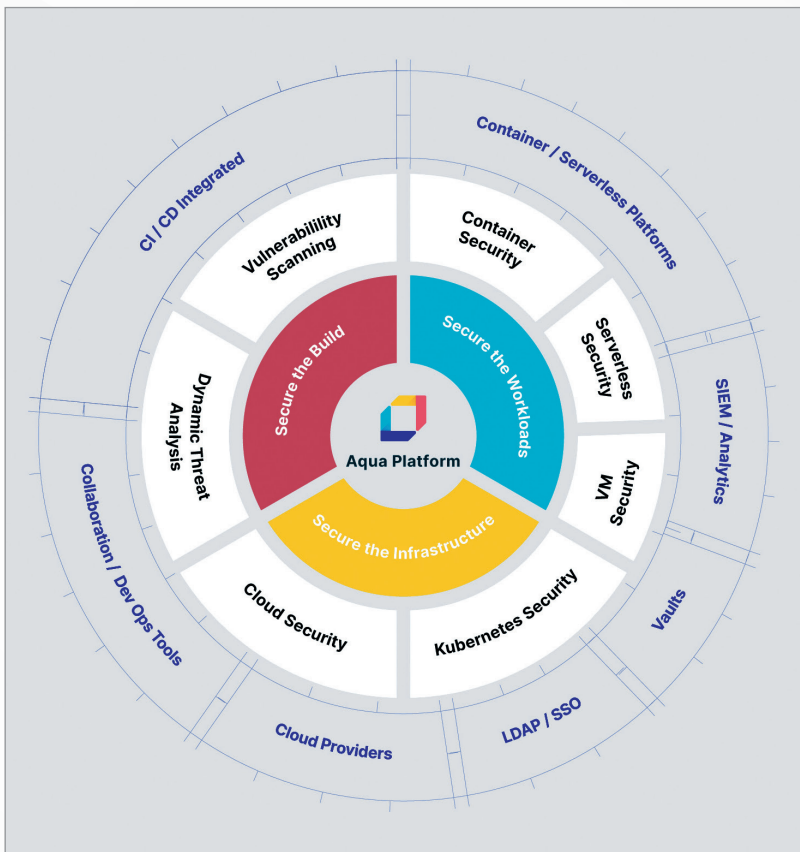 CI / CD Integrated
Container / Serverless Platforms
SIEM / Analytics
Vaults
LDAP / SSO
Cloud Providers
Collaboration / Dev Ops Tools
Vulnerabilility
Scanning
Container
Security
Serverless
Security
VM
Security
Kubernetes Security
Cloud Security
Dynamic Threat
Analysis
Secure the Build
Secure the Workloads
Secure the Infrastructure
Aqua Platform